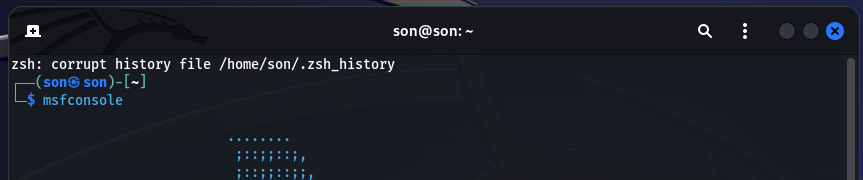 son@son: ~
zsh: corrupt history file /home/son/.zsh_history
┌──(son㉿son)-[~]
└─$ msfconsole
........
;::;;::;,
;::;;::;;,